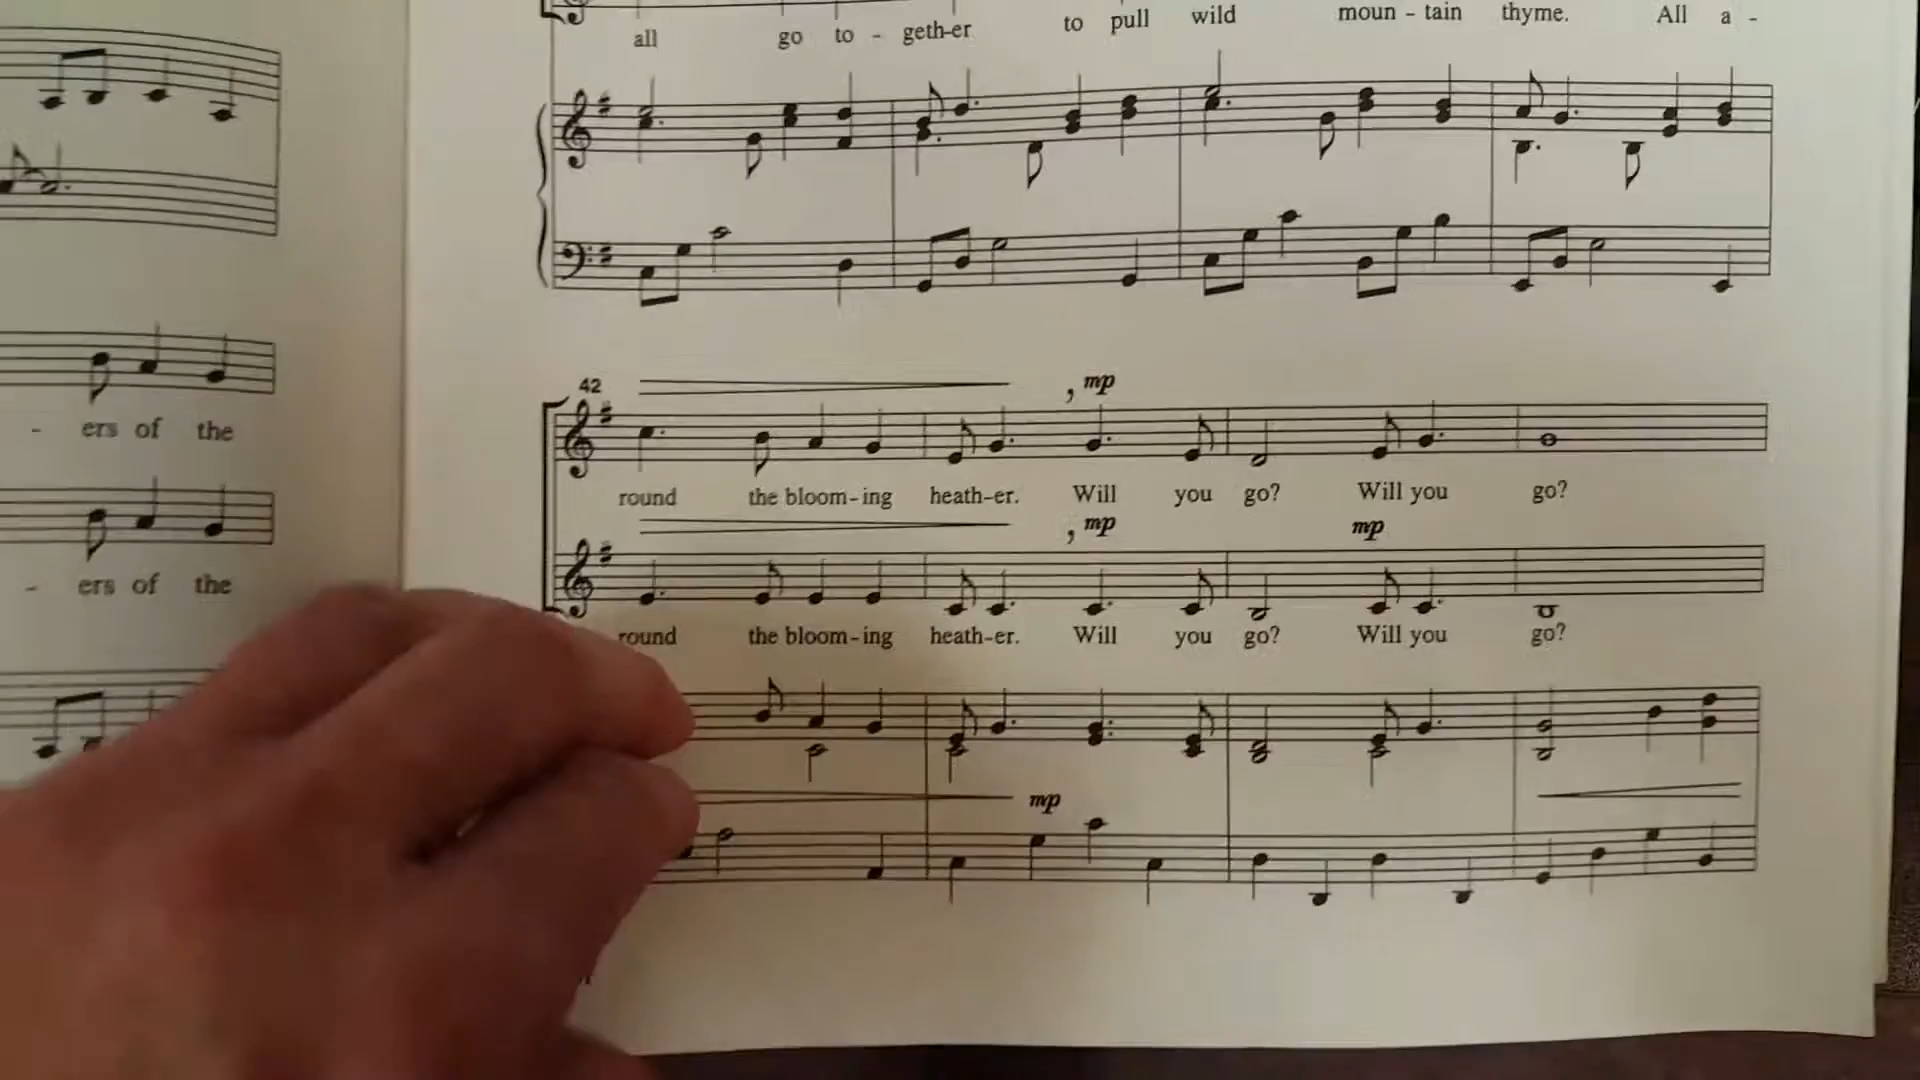 all go to - geth-er to pull wild moun - tain thyme. All a -
42
, mp
round the bloom-ing heath-er. Will you go? Will you go?
, mp mp
round the bloom-ing heath-er. Will you go? Will you go?
mp
- ers of the
- ers of the